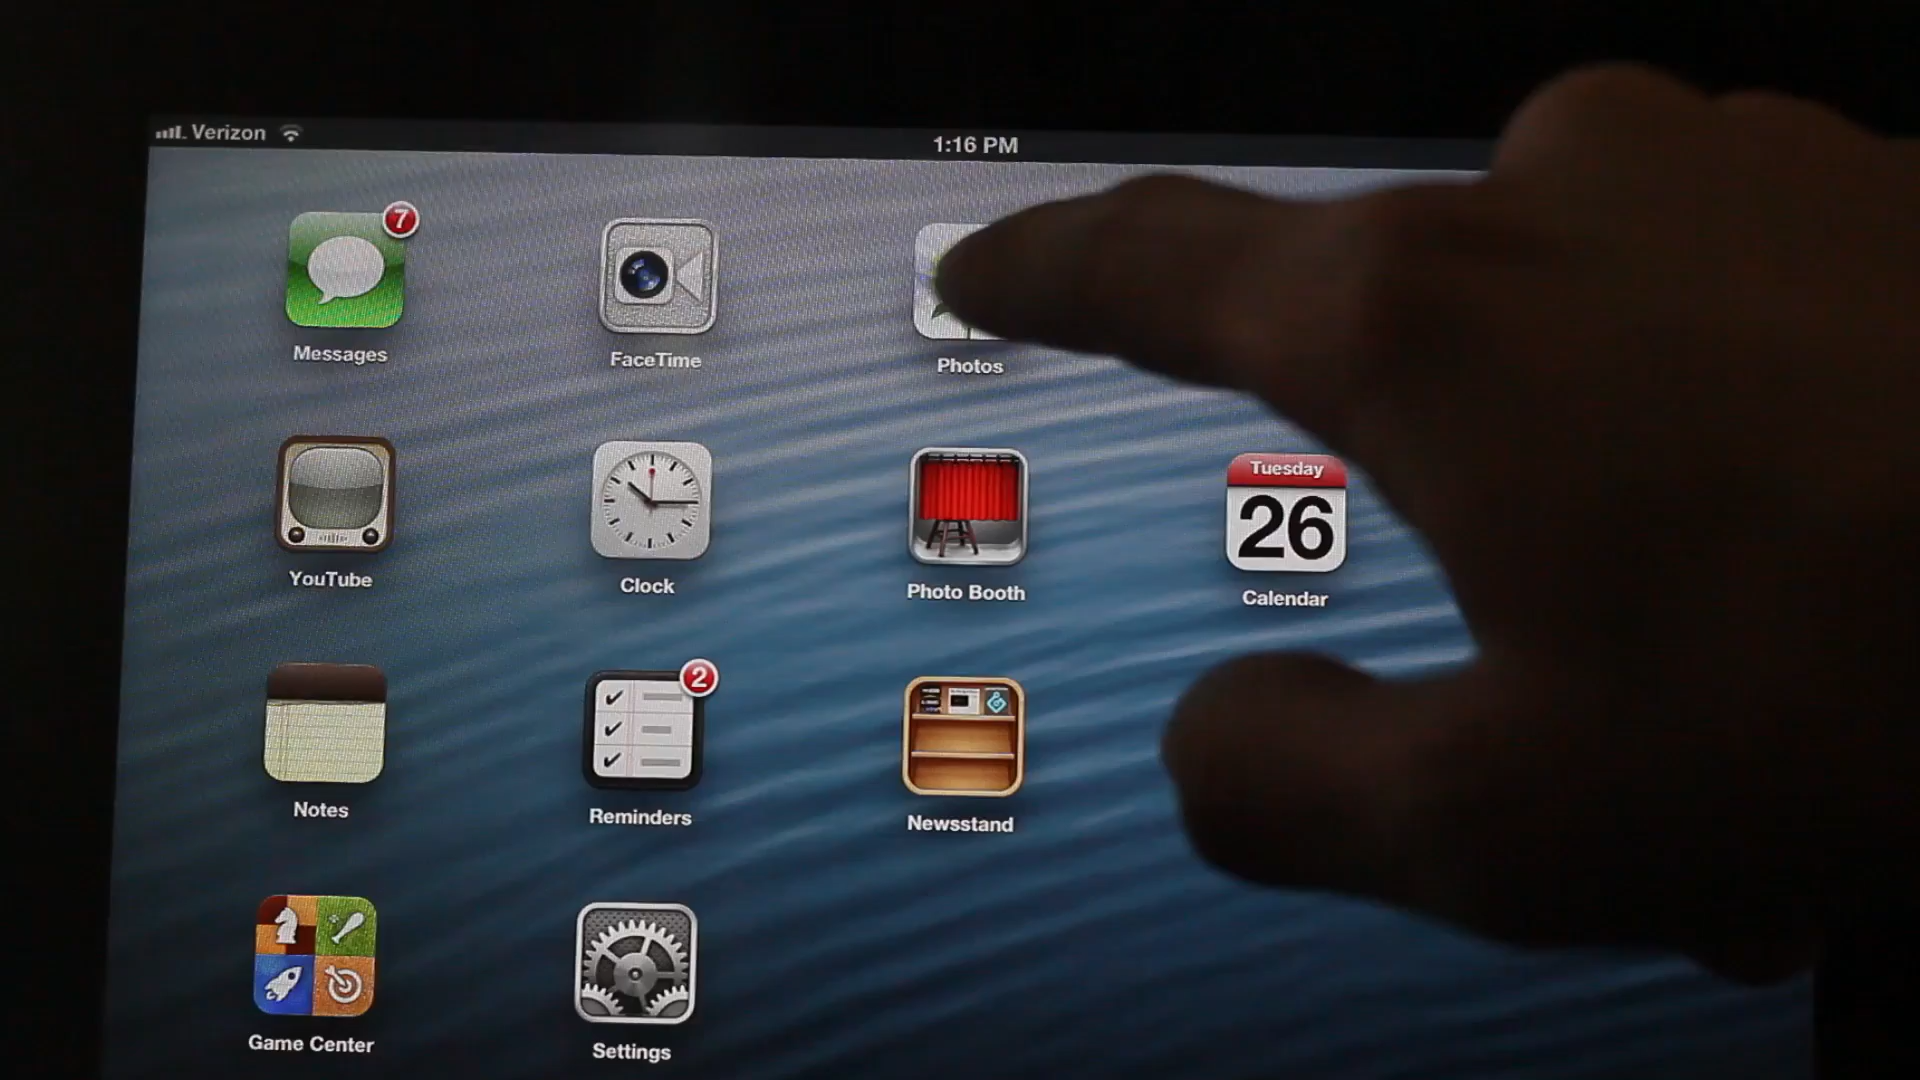 Verizon
1:16 PM
7
Messages
FaceTime
Photos
YouTube
Clock
Photo Booth
Tuesday
26
Calendar
Notes
2
Reminders
Newsstand
Game Center
Settings